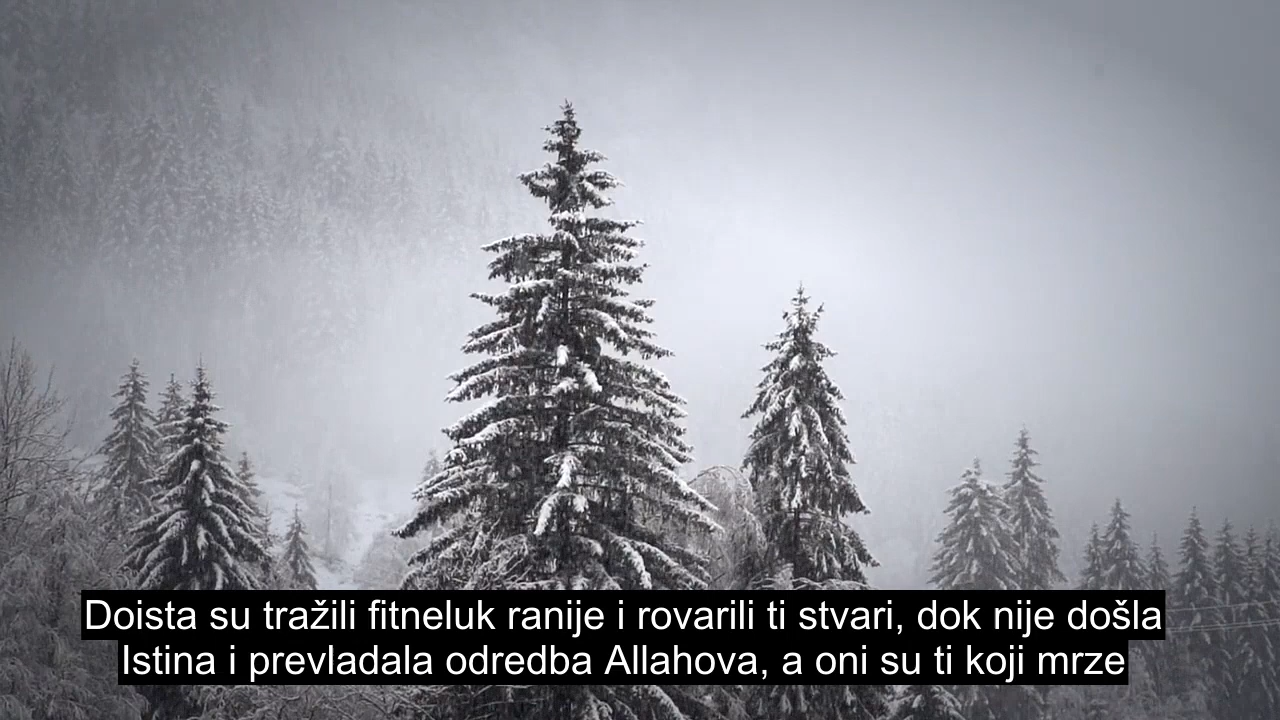 Doista su tražili fitneluk ranije i rovarili ti stvari, dok nije došla
Istina i prevladala odredba Allahova, a oni su ti koji mrze